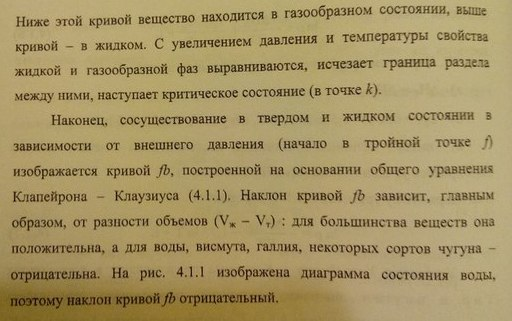 Ниже этой кривой вещество находится в газообразном состоянии, выше
кривой – в жидком. С увеличением давления и температуры свойства
жидкой и газообразной фаз выравниваются, исчезает граница раздела
между ними, наступает критическое состояние (в точке k).
Наконец, сосуществование в твердом и жидком состоянии в
зависимости от внешнего давления (начало в тройной точке f)
изображается кривой fb, построенной на основании общего уравнения
Клапейрона – Клаузиуса (4.1.1). Наклон кривой fb зависит, главным
образом, от разности объемов (Vж – Vт) : для большинства веществ она
положительна, а для воды, висмута, галлия, некоторых сортов чугуна –
отрицательна. На рис. 4.1.1 изображена диаграмма состояния воды,
поэтому наклон кривой fb отрицательный.